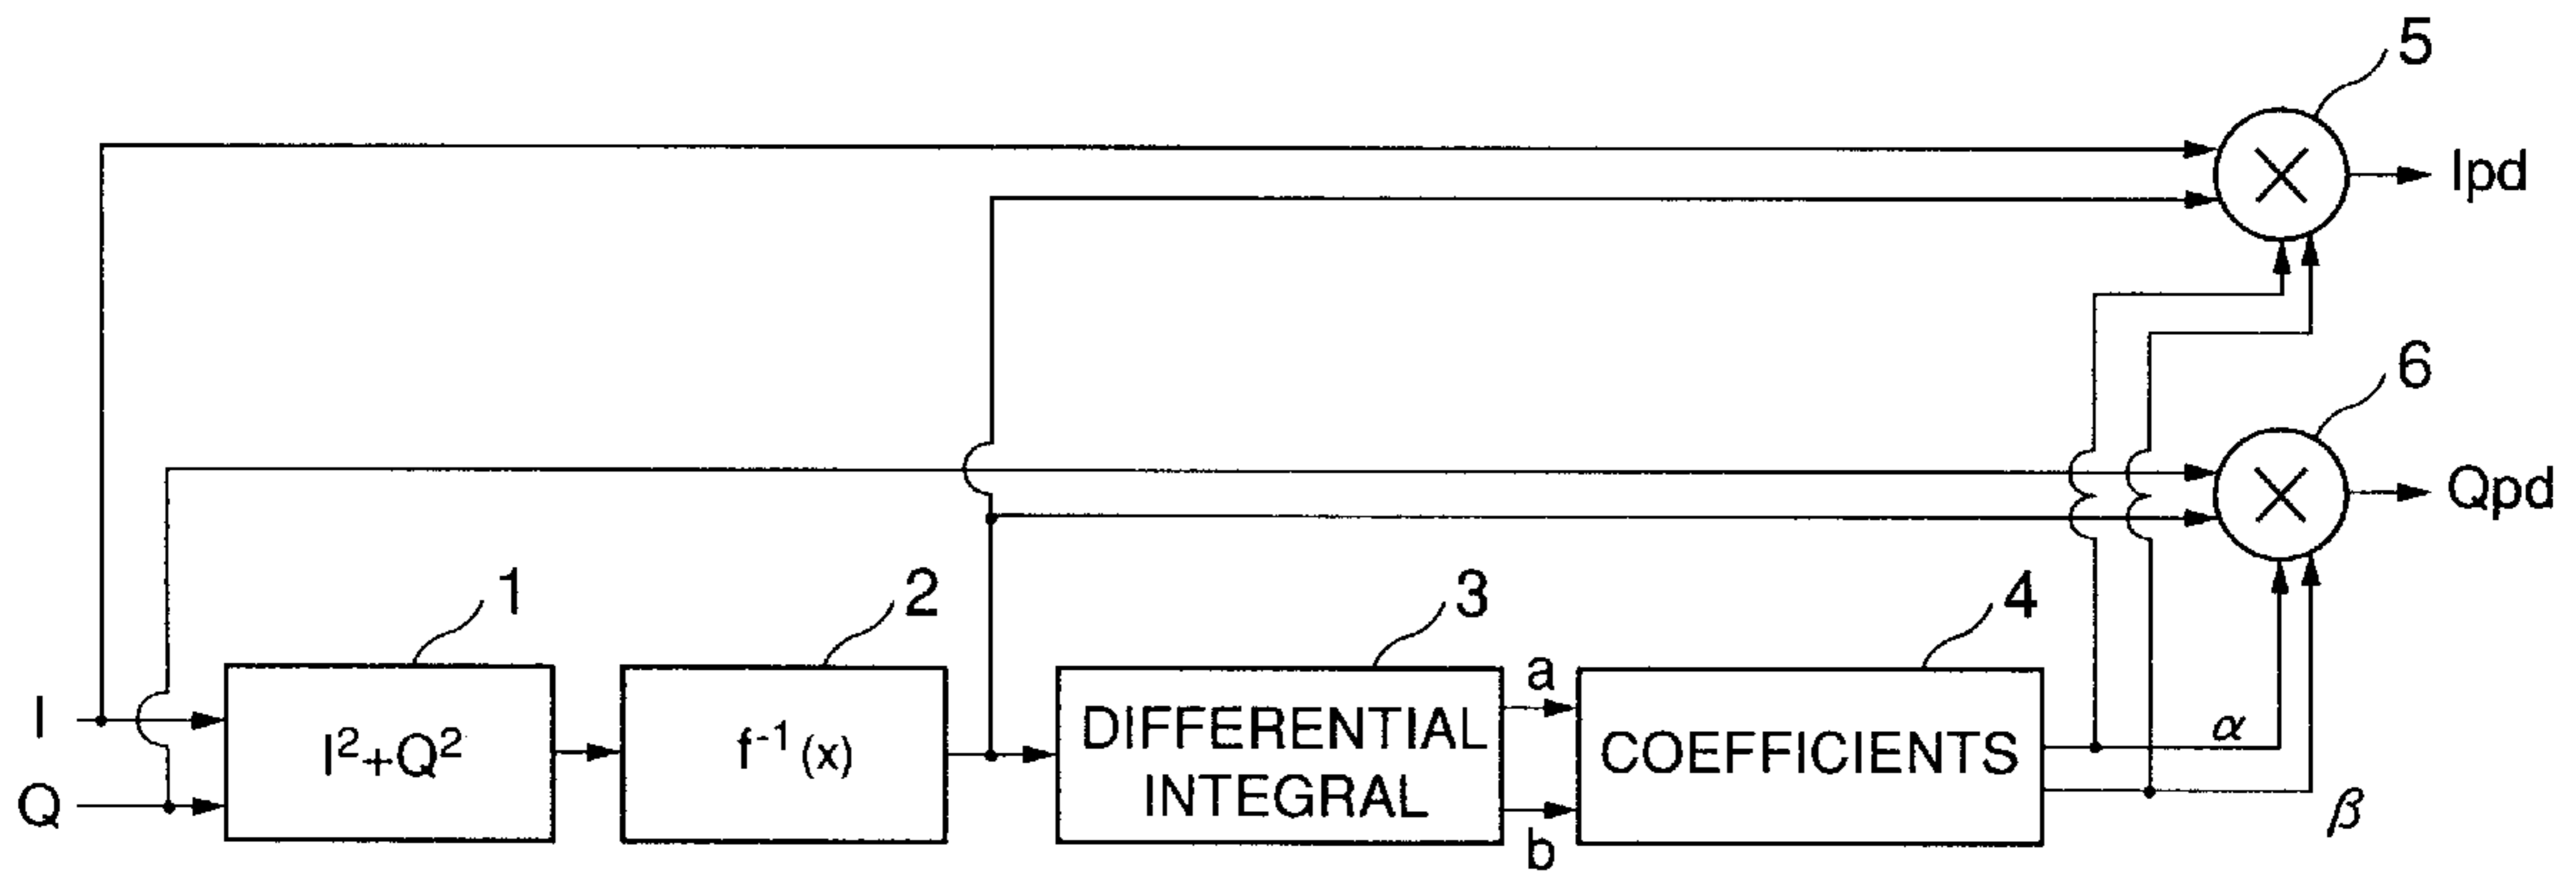 5
Ipd
6
Qpd
1
2
3
4
I
Q
I²+Q²
f⁻¹ (x)
DIFFERENTIAL
INTEGRAL
a
b
COEFFICIENTS
α
β